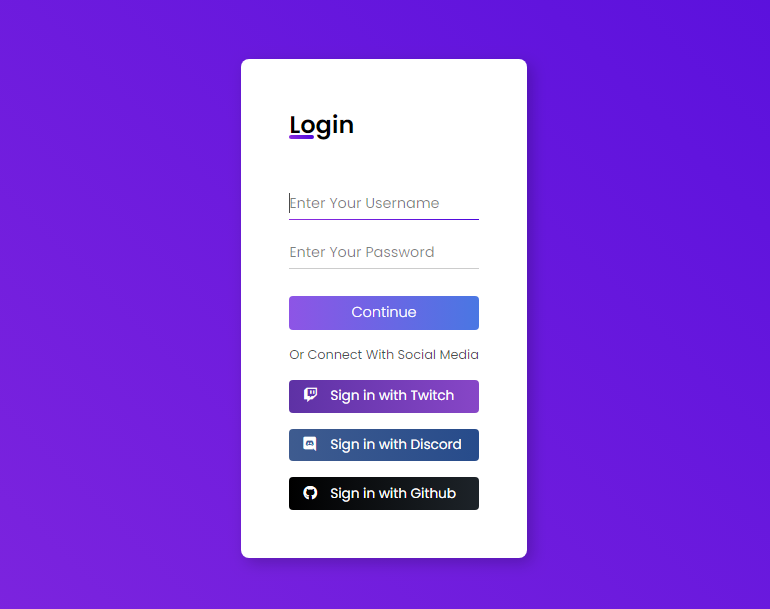 Login
Enter Your Username
Enter Your Password
Continue
Or Connect With Social Media
Sign in with Twitch
Sign in with Discord
Sign in with Github